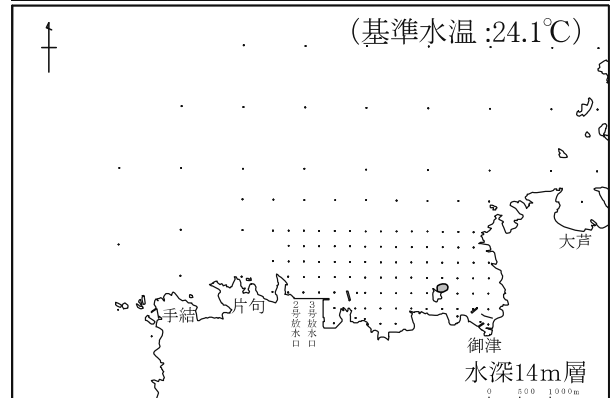 (基準水温:24.1℃)
大芦
手結
片句
2号放水口
3号放水口
御津
水深14m層
0 500 1000m